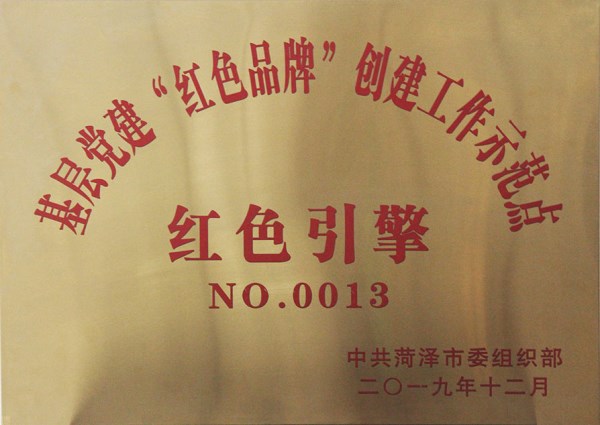 基层党建“红色品牌”创建工作示范点
红色引擎
NO.0013
中共菏泽市委组织部
二〇一九年十二月